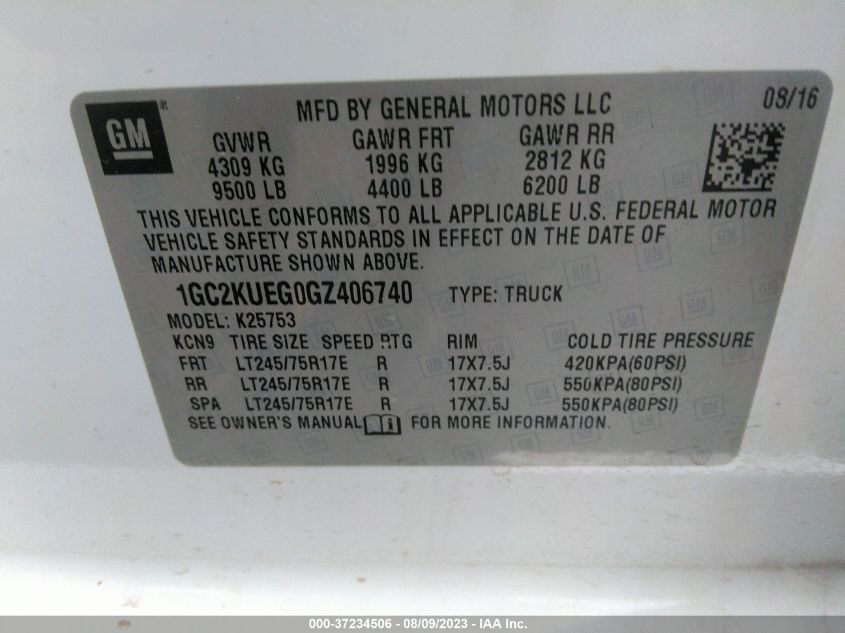 GM ®
MFD BY GENERAL MOTORS LLC 08/16
GVWR GAWR FRT GAWR RR
4309 KG 1996 KG 2812 KG
9500 LB 4400 LB 6200 LB
THIS VEHICLE CONFORMS TO ALL APPLICABLE U.S. FEDERAL MOTOR
VEHICLE SAFETY STANDARDS IN EFFECT ON THE DATE OF
MANUFACTURE SHOWN ABOVE.
1GC2KUEG0GZ406740 TYPE: TRUCK
MODEL: K25753
KCN9 TIRE SIZE SPEED RTG RIM COLD TIRE PRESSURE
FRT LT245/75R17E R 17X7.5J 420KPA(60PSI)
RR LT245/75R17E R 17X7.5J 550KPA(80PSI)
SPA LT245/75R17E R 17X7.5J 550KPA(80PSI)
SEE OWNER'S MANUAL FOR MORE INFORMATION.
000-37234506 - 08/09/2023 - IAA Inc.